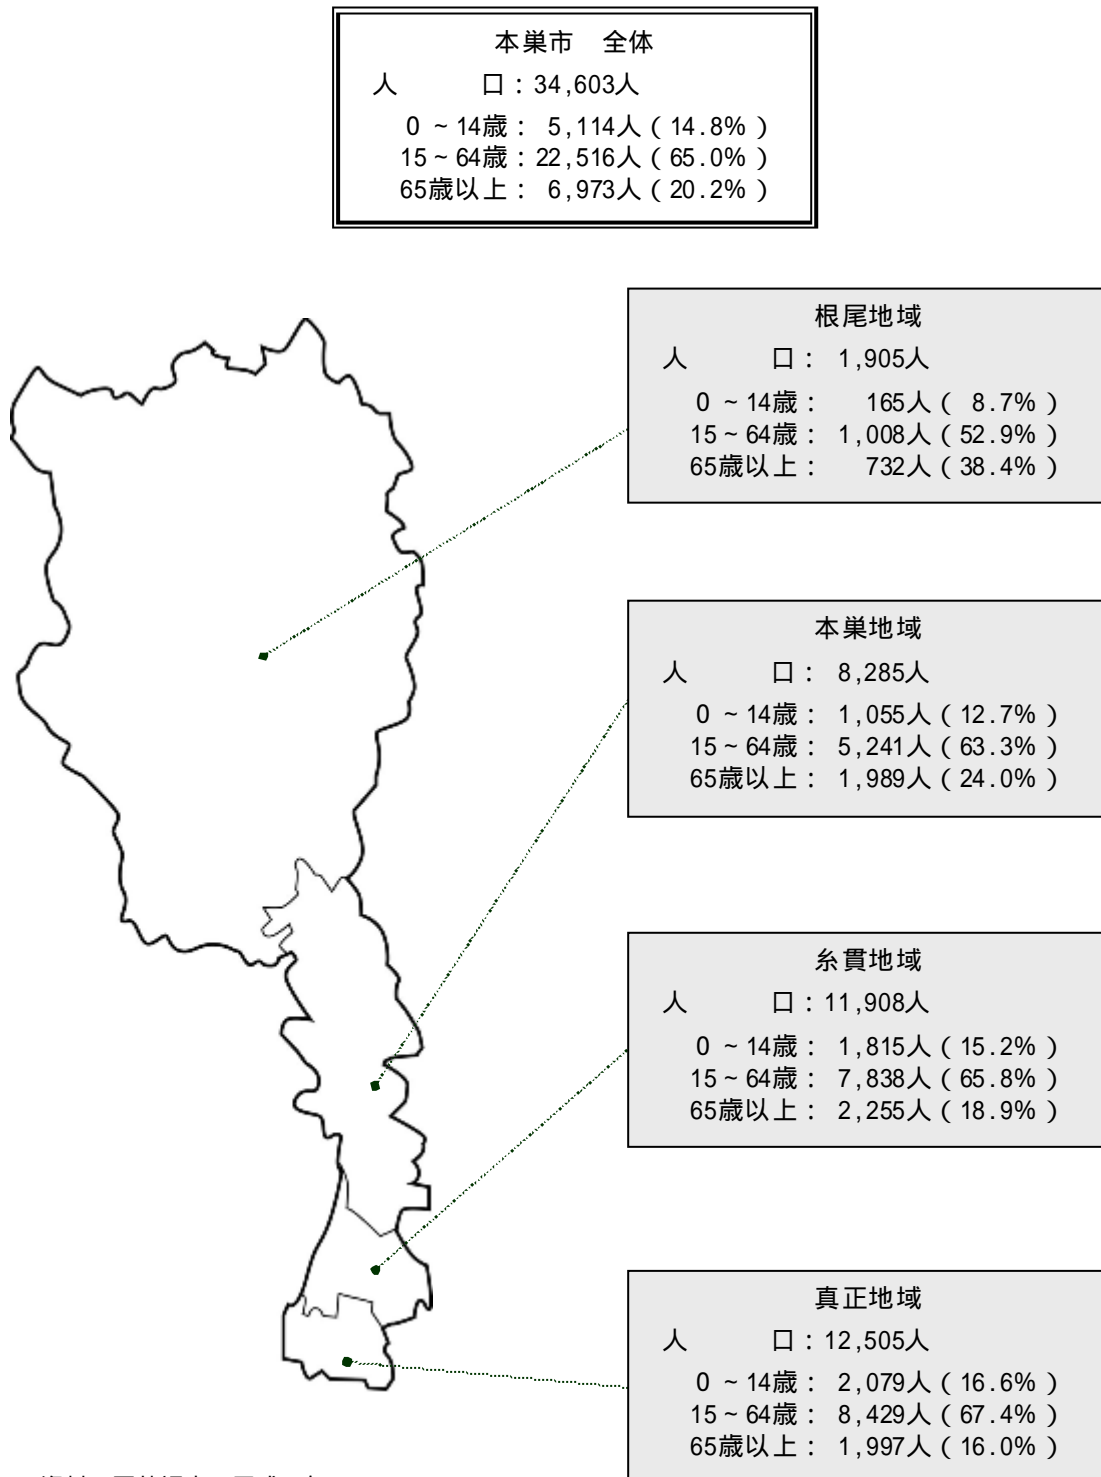 本巣市　全体
人　　　口：34,603人
0 ~ 14歳： 5,114人（14.8%）
15 ~ 64歳：22,516人（65.0%）
65歳以上： 6,973人（20.2%）
根尾地域
人　　　口： 1,905人
0 ~ 14歳： 165人（ 8.7%）
15 ~ 64歳： 1,008人（52.9%）
65歳以上： 732人（38.4%）
本巣地域
人　　　口： 8,285人
0 ~ 14歳： 1,055人（12.7%）
15 ~ 64歳： 5,241人（63.3%）
65歳以上： 1,989人（24.0%）
糸貫地域
人　　　口：11,908人
0 ~ 14歳： 1,815人（15.2%）
15 ~ 64歳： 7,838人（65.8%）
65歳以上： 2,255人（18.9%）
真正地域
人　　　口：12,505人
0 ~ 14歳： 2,079人（16.6%）
15 ~ 64歳： 8,429人（67.4%）
65歳以上： 1,997人（16.0%）